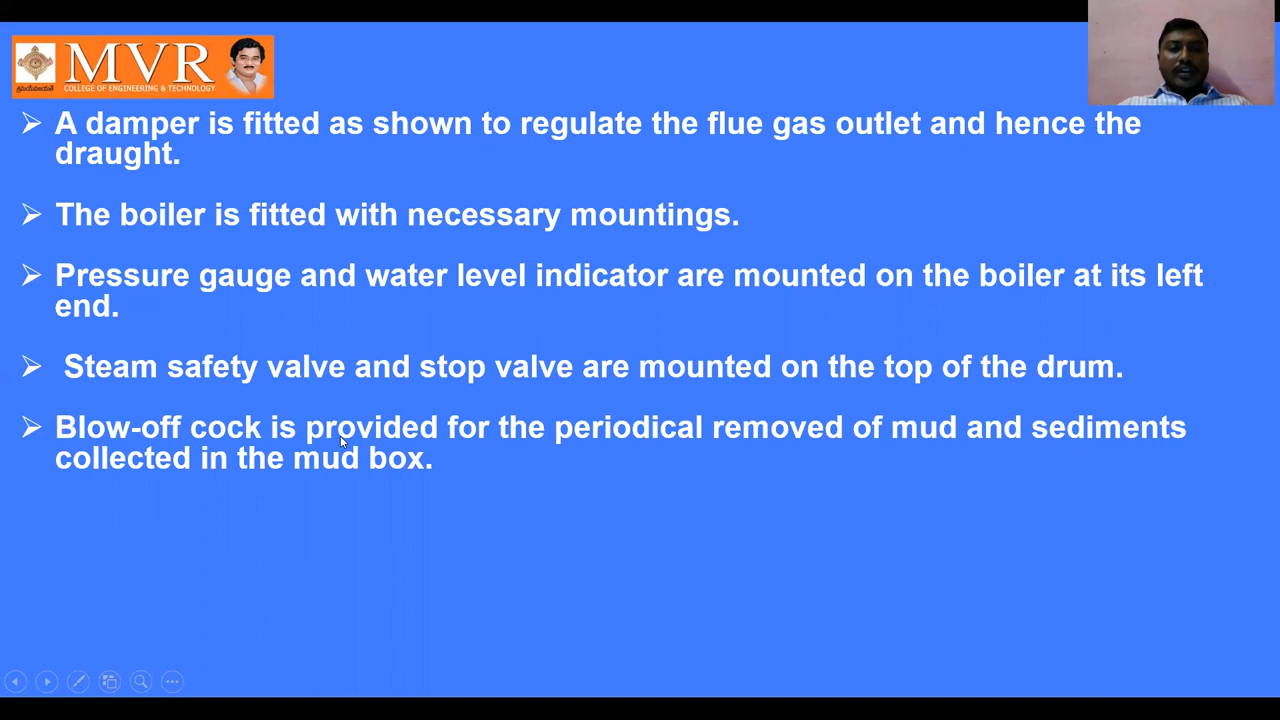 MVR
COLLEGE OF ENGINEERING & TECHNOLOGY
➢ A damper is fitted as shown to regulate the flue gas outlet and hence the
draught.
➢ The boiler is fitted with necessary mountings.
➢ Pressure gauge and water level indicator are mounted on the boiler at its left
end.
➢ Steam safety valve and stop valve are mounted on the top of the drum.
➢ Blow-off cock is provided for the periodical removed of mud and sediments
collected in the mud box.